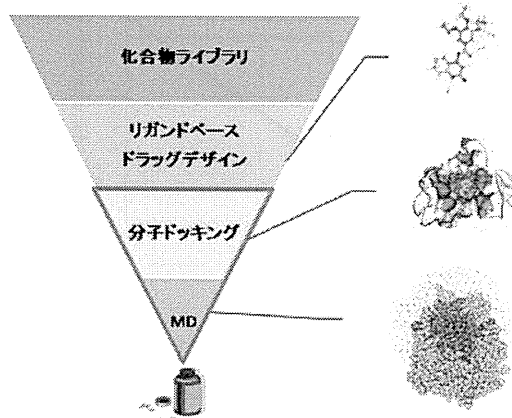 化合物ライブラリ
リガンドベース
ドラッグデザイン
分子ドッキング
MD